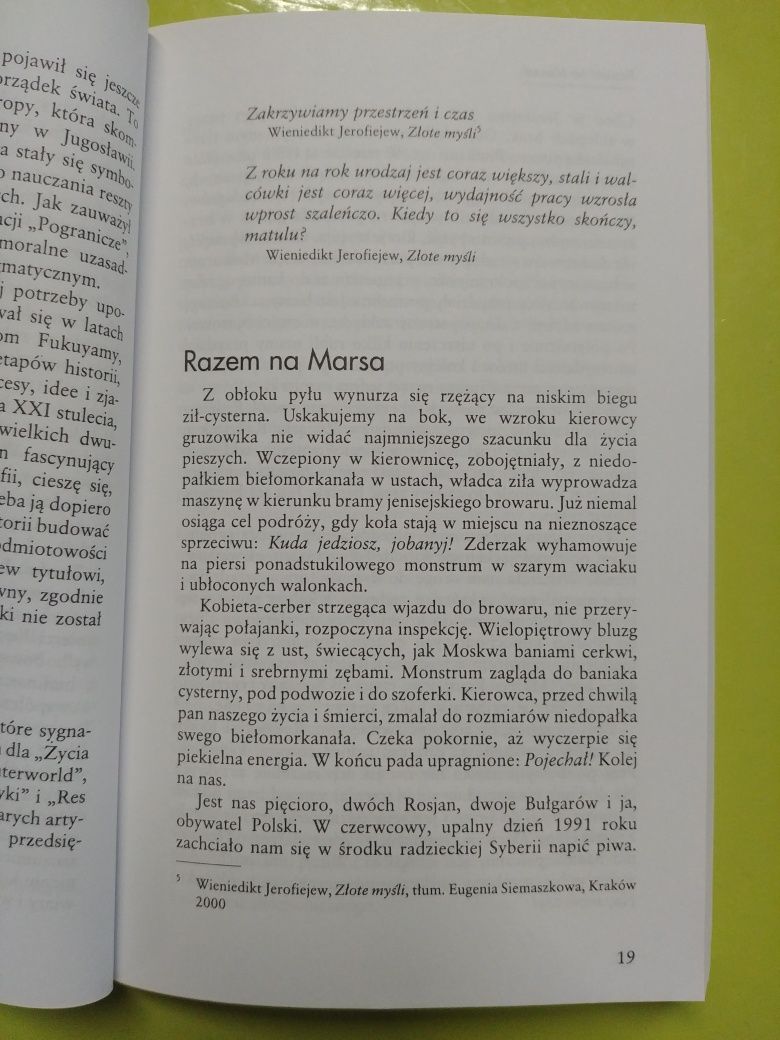 pojawił się jeszcze
orządek świata. To
ropy, która skom-
ny w Jugosławii.
a stały się symbo-
o nauczania reszty
ch. Jak zauważył
cji „Pogranicze”,
moralne uzasad-
matycznym.
j potrzeby upo-
wał się w latach
om Fukuyamy,
etapów historii,
cesy, idee i zja-
a XXI stulecia,
wielkich dwu-
n fascynujący
fii, cieszę się,
eba ją dopiero
torii budować
odmiotowości
ew tytułowi,
wny, zgodnie
ki nie został
tóre sygna-
dla „Życia
terworld”,
yki” i „Res
arych arty-
przedsię-
Zakrzywiamy przestrzeń i czas
Wieniedikt Jerofiejew, Złote myśli⁵
Z roku na rok urodzaj jest coraz większy, stali i wal-
cówki jest coraz więcej, wydajność pracy wzrosła
wprost szaleńczo. Kiedy to się wszystko skończy,
matulu?
Wieniedikt Jerofiejew, Złote myśli
Razem na Marsa
Z obłoku pyłu wynurza się rzężący na niskim biegu
ził-cysterna. Uskakujemy na bok, we wzroku kierowcy
gruzowika nie widać najmniejszego szacunku dla życia
pieszych. Wczepiony w kierownicę, zobojętniały, z niedo-
pałkiem biełomorkanała w ustach, władca ziła wyprowadza
maszynę w kierunku bramy jenisejskiego browaru. Już niemal
osiąga cel podróży, gdy koła stają w miejscu na nieznoszące
sprzeciwu: Kuda jedziosz, jobanyj! Zderzak wyhamowuje
na piersi ponadstukilowego monstrum w szarym waciaku
i ubłoconych walonkach.
Kobieta-cerber strzegąca wjazdu do browaru, nie przery-
wając połajanki, rozpoczyna inspekcję. Wielopiętrowy bluzg
wylewa się z ust, świecących, jak Moskwa baniami cerkwi,
złotymi i srebrnymi zębami. Monstrum zagląda do baniaka
cysterny, pod podwozie i do szoferki. Kierowca, przed chwilą
pan naszego życia i śmierci, zmalał do rozmiarów niedopałka
swego biełomorkanała. Czeka pokornie, aż wyczerpie się
piekielna energia. W końcu pada upragnione: Pojechał! Kolej
na nas.
Jest nas pięcioro, dwóch Rosjan, dwoje Bułgarów i ja,
obywatel Polski. W czerwcowy, upalny dzień 1991 roku
zachciało nam się w środku radzieckiej Syberii napić piwa.
⁵ Wieniedikt Jerofiejew, Złote myśli, tłum. Eugenia Siemaszkowa, Kraków
2000
19